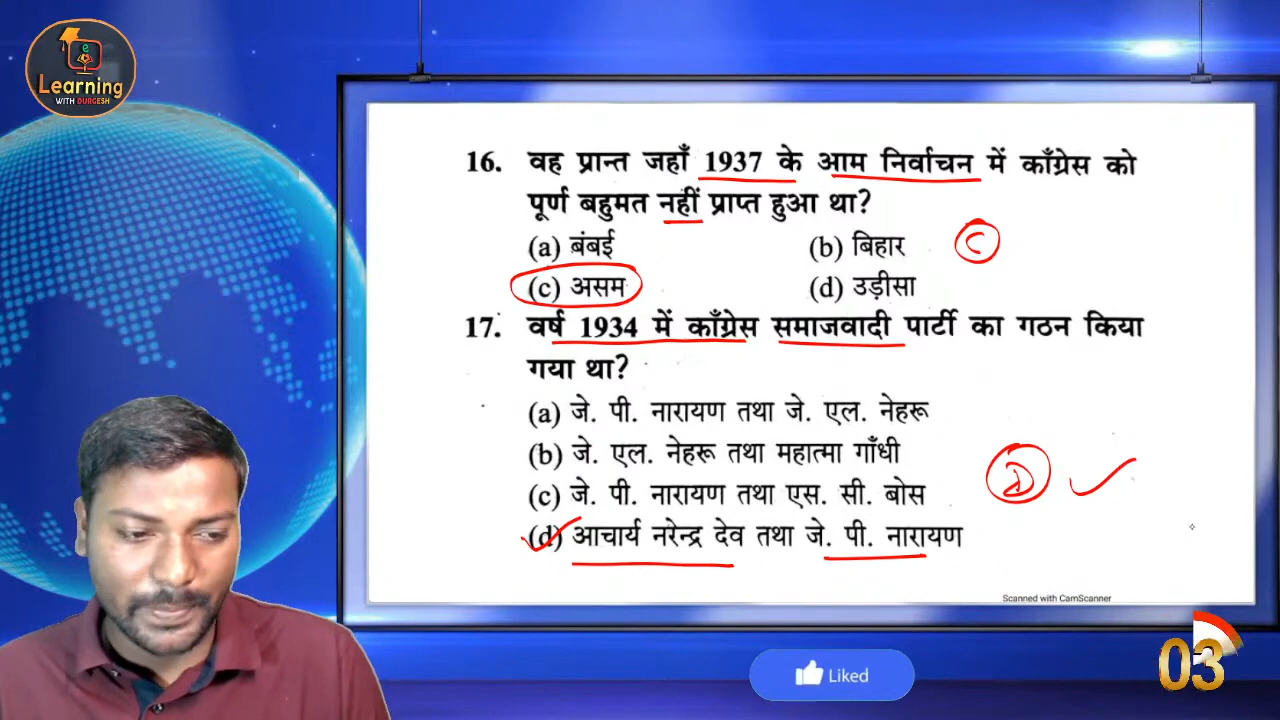 e
Learning
WITH DURGESH
16. वह प्रान्त जहाँ 1937 के आम निर्वाचन में काँग्रेस को
पूर्ण बहुमत नहीं प्राप्त हुआ था?
(a) बंबई (b) बिहार C
(c) असम (d) उड़ीसा
17. वर्ष 1934 में काँग्रेस समाजवादी पार्टी का गठन किया
गया था?
(a) जे. पी. नारायण तथा जे. एल. नेहरू
(b) जे. एल. नेहरू तथा महात्मा गाँधी
(c) जे. पी. नारायण तथा एस. सी. बोस D
(d) आचार्य नरेन्द्र देव तथा जे. पी. नारायण
Scanned with CamScanner
03
Liked